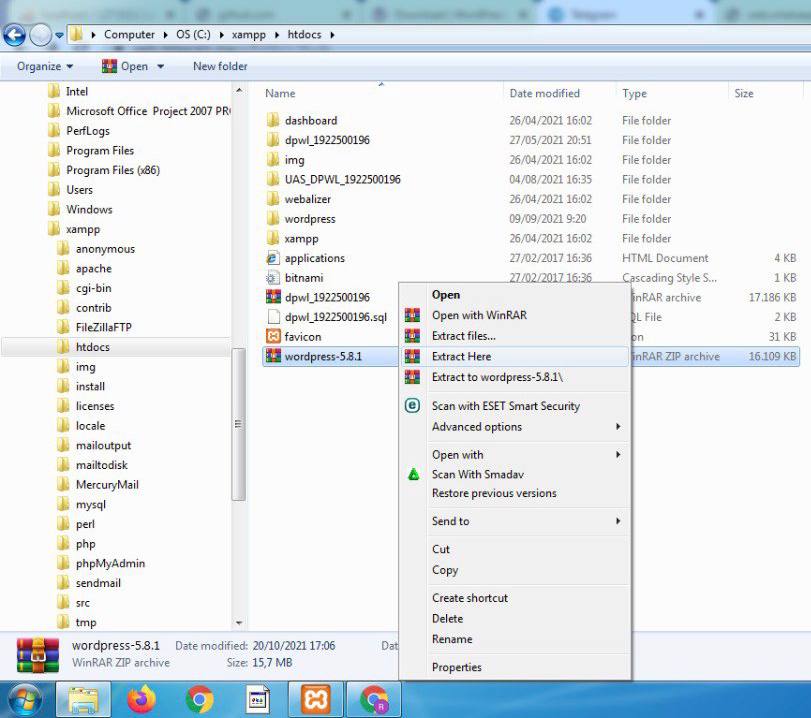 Computer OS (C:) xampp htdocs
Organize Open New folder
Intel
Microsoft Office Project 2007 PR
PerfLogs
Program Files
Program Files (x86)
Users
Windows
xampp
anonymous
apache
cgi-bin
contrib
FileZillaFTP
htdocs
img
install
licenses
locale
mailoutput
mailtodisk
MercuryMail
mysql
perl
php
phpMyAdmin
sendmail
src
tmp
Name Date modified Type Size
dashboard 26/04/2021 16:02 File folder
dpwl_1922500196 27/05/2021 20:51 File folder
img 26/04/2021 16:02 File folder
UAS_DPWL_1922500196 04/08/2021 16:35 File folder
webalizer 26/04/2021 16:02 File folder
wordpress 09/09/2021 9:20 File folder
xampp 26/04/2021 16:02 File folder
applications 27/02/2017 16:36 HTML Document 4 KB
bitnami 27/02/2017 16:36 Cascading Style S... 1 KB
dpwl_1922500196 inRAR archive 17.186 KB
dpwl_1922500196.sql QL File 2 KB
favicon on 31 KB
wordpress-5.8.1 inRAR ZIP archive 16.109 KB
Open
Open with WinRAR
Extract files...
Extract Here
Extract to wordpress-5.8.1\
Scan with ESET Smart Security
Advanced options
Open with
Scan With Smadav
Restore previous versions
Send to
Cut
Copy
Create shortcut
Delete
Rename
Properties
wordpress-5.8.1 Date modified: 20/10/2021 17:06 Dat
WinRAR ZIP archive Size: 15,7 MB